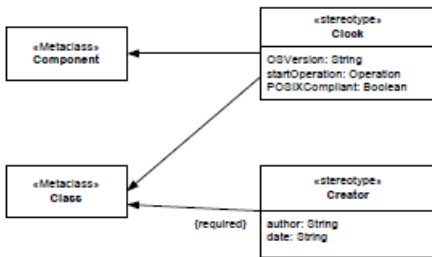 «Metaclass»
Component
«stereotype»
Clock
OSVersion: String
startOperation: Operation
POSIXCompliant: Boolean
«Metaclass»
Class
{required}
«stereotype»
Creator
author: String
date: String